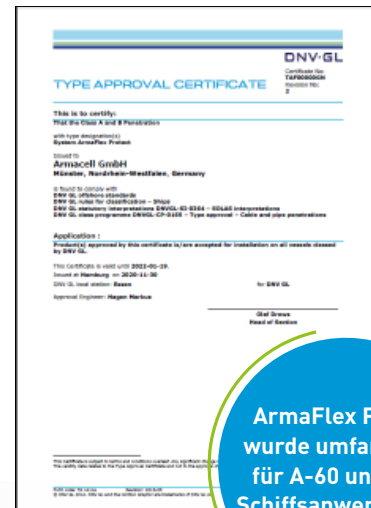 DNV·GL
Certificate No:
TAF00000GN
Revision No:
2
TYPE APPROVAL CERTIFICATE
This is to certify:
That the Class A and B Penetration
with type designation(s)
System ArmaFlex Protect
Issued to
Armacell GmbH
Münster, Nordrhein-Westfalen, Germany
is found to comply with
DNV GL offshore standards
DNV GL rules for classification – Ships
DNV GL statutory interpretations DNVGL-SI-0364 – SOLAS interpretations
DNV GL class programme DNVGL-CP-0165 – Type approval – Cable and pipe penetrations
Application :
Product(s) approved by this certificate is/are accepted for installation on all vessels classed
by DNV GL.
This Certificate is valid until 2022-01-19.
Issued at Hamburg on 2020-11-30
DNV GL local station: Essen
for DNV GL
Approval Engineer: Hagen Markus
Olaf Drews
Head of Section
ArmaFlex P
wurde umfa
für A-60 un
Schiffsanwe